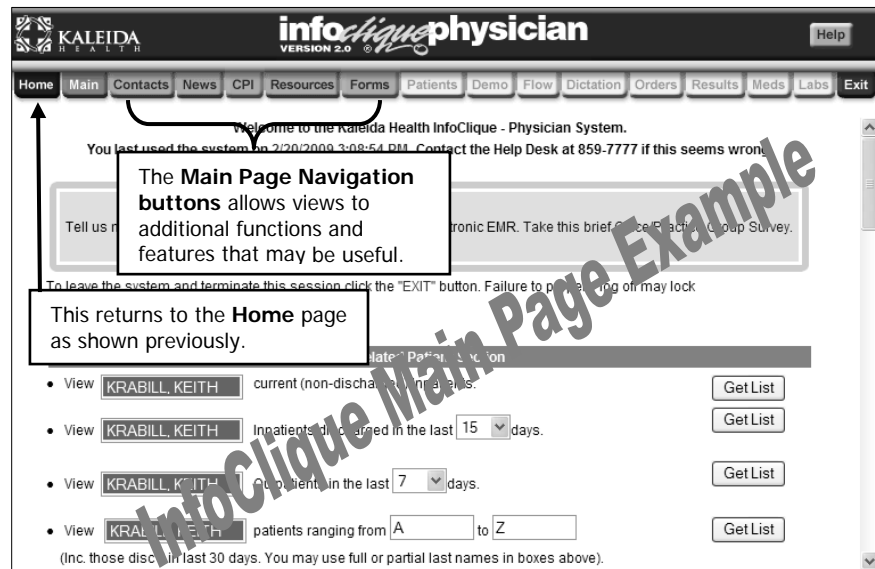 KALEIDA
HEALTH
infocliquephysician
VERSION 2.0 ®
Help
Home Main Contacts News CPI Resources Forms Patients Demo Flow Dictation Orders Results Meds Labs Exit
Welcome to the Kaleida Health InfoClique - Physician System.
You last used the system on 2/20/2009 3:08:54 PM. Contact the Help Desk at 859-7777 if this seems wrong
The Main Page Navigation
buttons allows views to
additional functions and
features that may be useful.
Tell us EMR. Take this brief Survey.
To leave the system and terminate this session click the "EXIT" button. Failure to off may lock
This returns to the Home page
as shown previously.
Patient Section
View KRABILL, KEITH current Get List
View KRABILL, KEITH Inpatients discharged in the last 15 days. Get List
View KRABILL, KEITH in the last 7 days. Get List
View patients ranging from A to Z Get List
(Inc. those in last 30 days. You may use full or partial last names in boxes above).
InfoClique Main Page Example